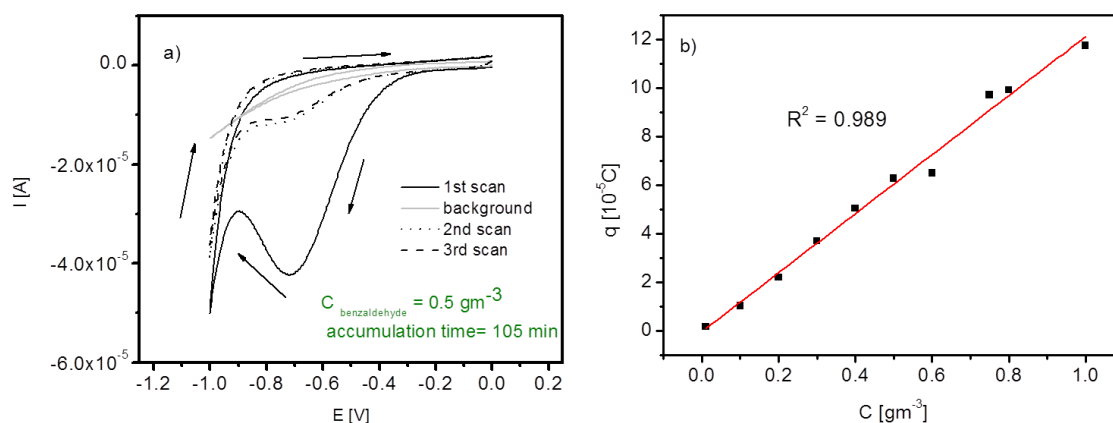 a)
0.0
-2.0x10⁻⁵
-4.0x10⁻⁵
-6.0x10⁻⁵
I [A]
1st scan
background
2nd scan
3rd scan
C benzaldehyde = 0.5 gm⁻³
accumulation time= 105 min
-1.2 -1.0 -0.8 -0.6 -0.4 -0.2 0.0 0.2
E [V]
b)
12
10
8
6
4
2
0
q [10⁻⁵C]
R² = 0.989
0.0 0.2 0.4 0.6 0.8 1.0
C [gm⁻³]